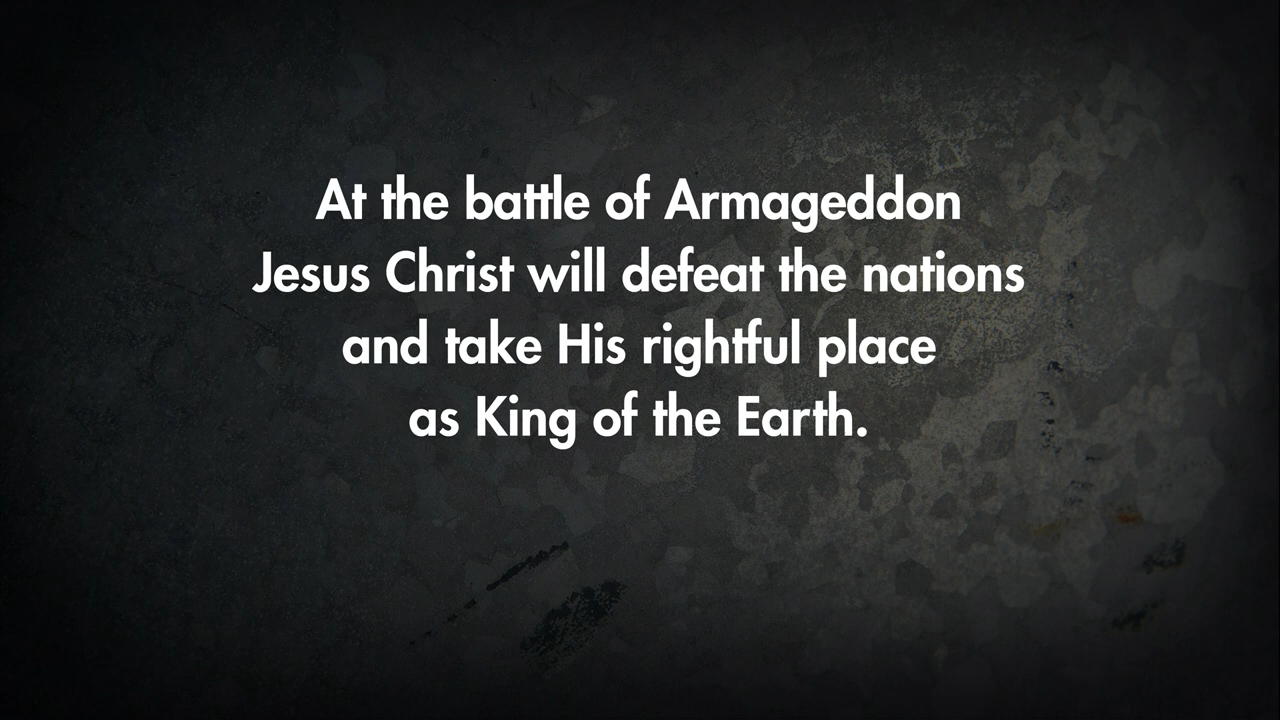 At the battle of Armageddon
Jesus Christ will defeat the nations
and take His rightful place
as King of the Earth.